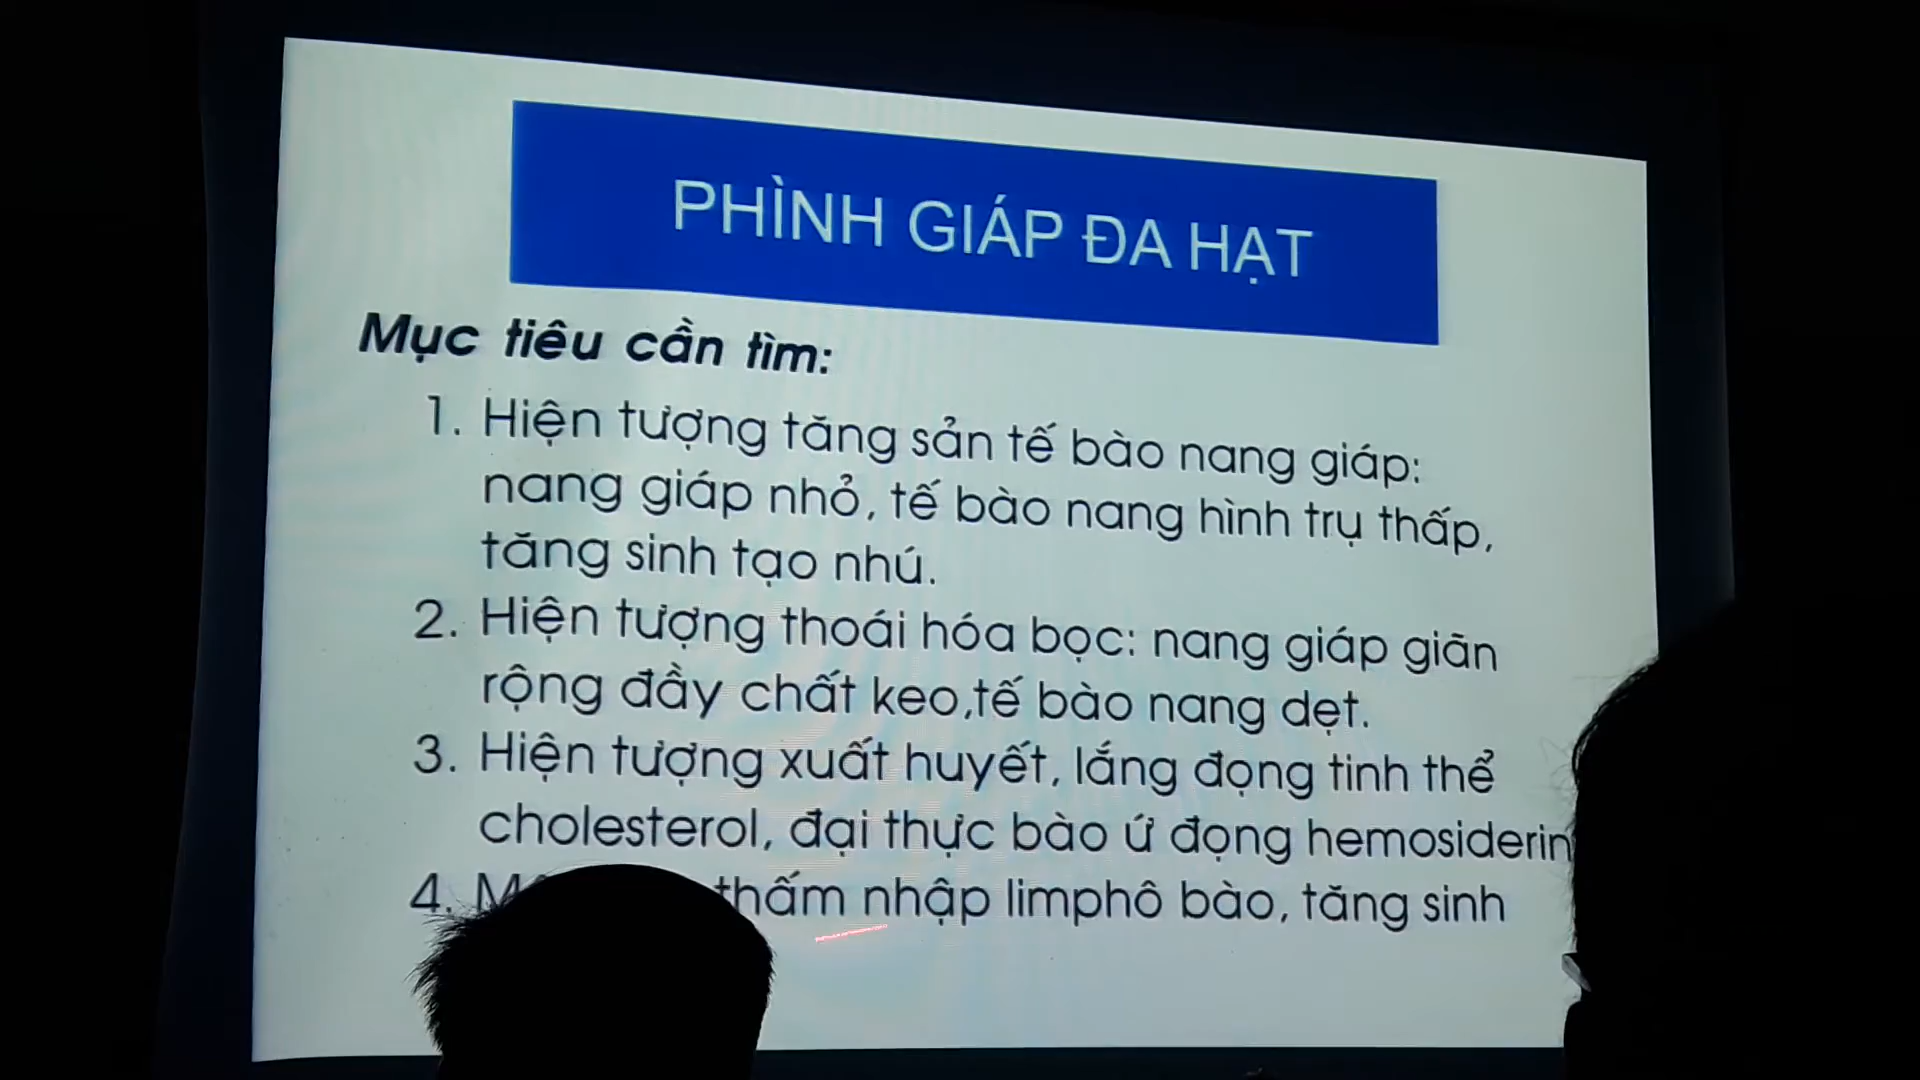 PHÌNH GIÁP ĐA HẠT
Mục tiêu cần tìm:
1. Hiện tượng tăng sản tế bào nang giáp:
nang giáp nhỏ, tế bào nang hình trụ thấp,
tăng sinh tạo nhú.
2. Hiện tượng thoái hóa bọc: nang giáp giãn
rộng đầy chất keo,tế bào nang dẹt.
3. Hiện tượng xuất huyết, lắng đọng tinh thể
cholesterol, đại thực bào ứ đọng hemosiderin
4. thấm nhập limphô bào, tăng sinh